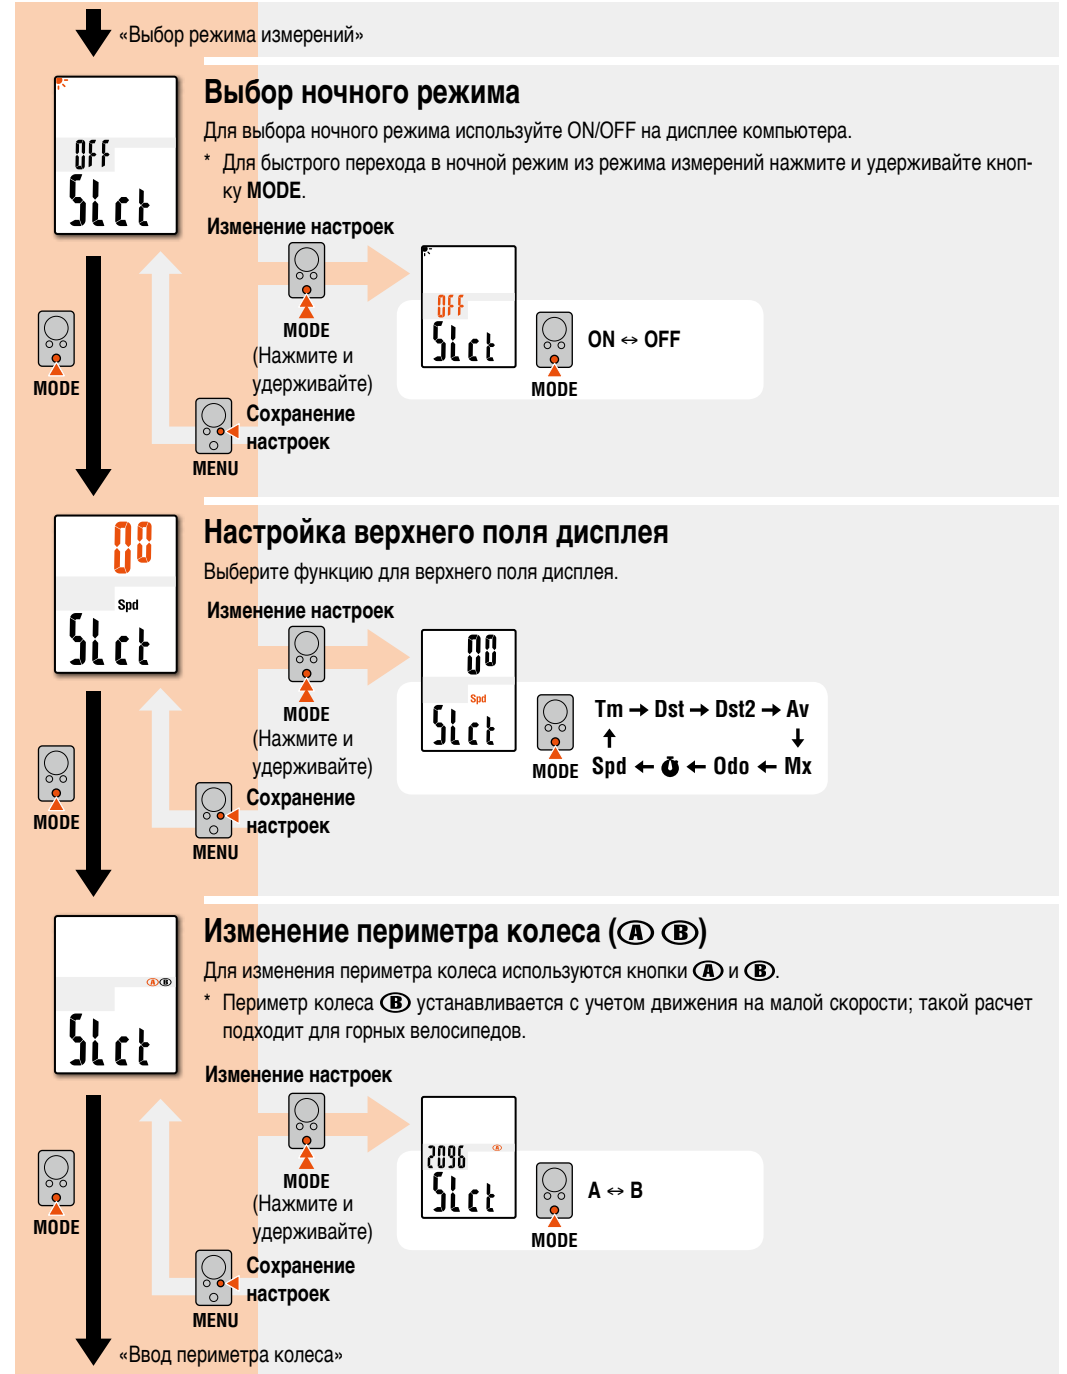 «Выбор режима измерений»
Выбор ночного режима
Для выбора ночного режима используйте ON/OFF на дисплее компьютера.
* Для быстрого перехода в ночной режим из режима измерений нажмите и удерживайте кноп-
ку MODE.
OFF
Slct
Изменение настроек
MODE
(Нажмите и
удерживайте)
OFF
Slct
MODE
ON ↔ OFF
MODE
Сохранение
настроек
MENU
Настройка верхнего поля дисплея
Выберите функцию для верхнего поля дисплея.
00
Spd
Slct
Изменение настроек
MODE
(Нажмите и
удерживайте)
00
Spd
Slct
MODE
Tm → Dst → Dst2 → Av
↑ ↓
Spd ← ← Odo ← Mx
MODE
Сохранение
настроек
MENU
Изменение периметра колеса (A B)
Для изменения периметра колеса используются кнопки A и B.
* Периметр колеса B устанавливается с учетом движения на малой скорости; такой расчет
подходит для горных велосипедов.
A B
Slct
Изменение настроек
MODE
(Нажмите и
удерживайте)
2096 A
Slct
MODE
A ↔ B
MODE
Сохранение
настроек
MENU
«Ввод периметра колеса»